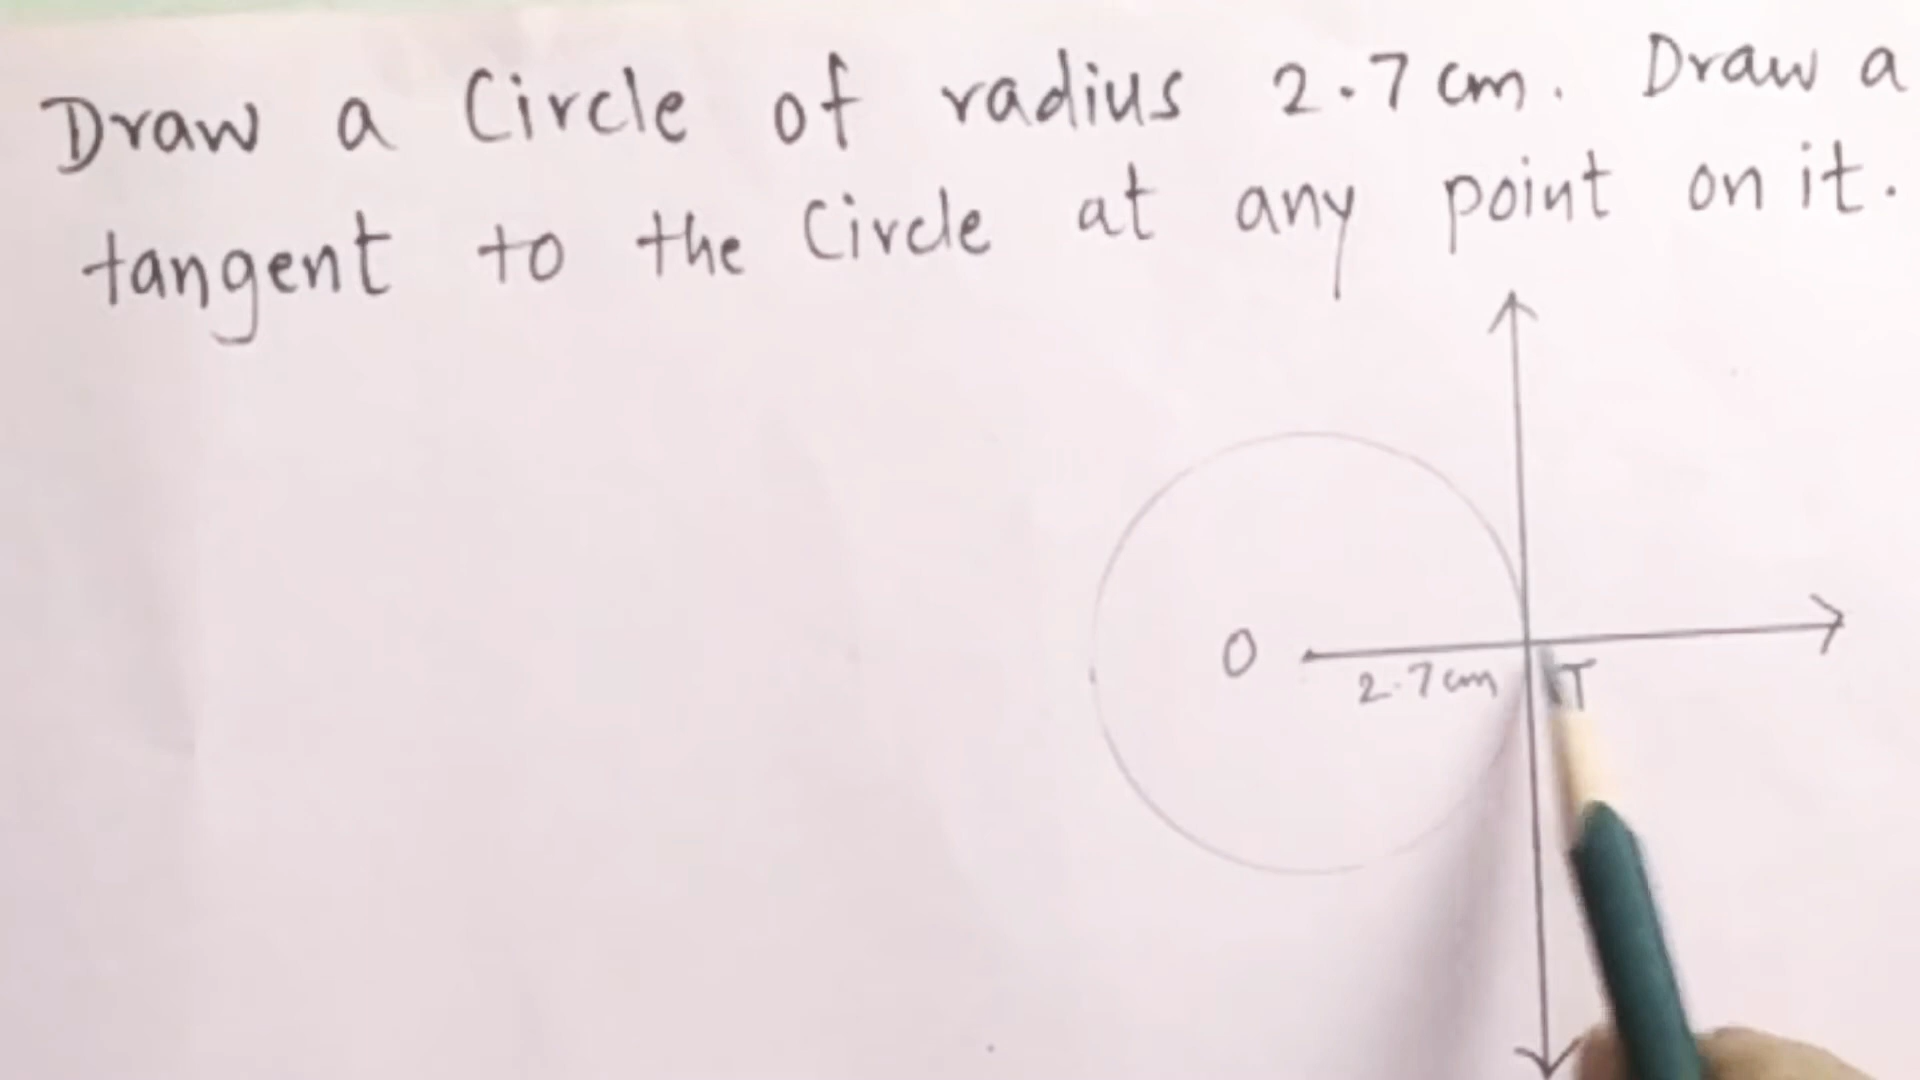 Draw a Circle of radius 2.7 cm. Draw a
tangent to the Circle at any point on it.
O
2.7 cm
T